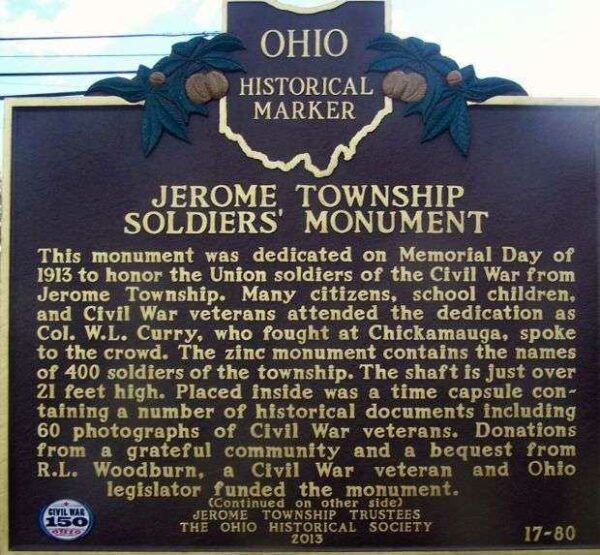 OHIO
HISTORICAL
MARKER
JEROME TOWNSHIP
SOLDIERS' MONUMENT
This monument was dedicated on Memorial Day of
1913 to honor the Union soldiers of the Civil War from
Jerome Township. Many citizens, school children,
and Civil War veterans attended the dedication as
Col. W.L. Curry, who fought at Chickamauga, spoke
to the crowd. The zinc monument contains the names
of 400 soldiers of the township. The shaft is just over
21 feet high. Placed inside was a time capsule con-
taining a number of historical documents including
60 photographs of Civil War veterans. Donations
from a grateful community and a bequest from
R.L. Woodburn, a Civil War veteran and Ohio
legislator funded the monument.
(Continued on other side)
JEROME TOWNSHIP TRUSTEES
THE OHIO HISTORICAL SOCIETY
2013
CIVIL WAR
150
OHIO
17-80